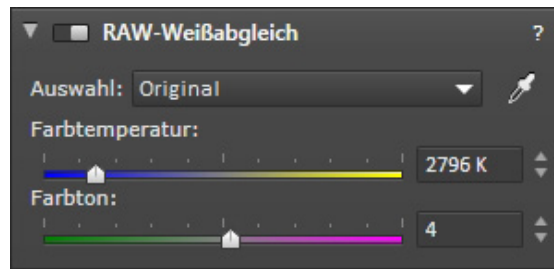 RAW-Weißabgleich ?
Auswahl: Original
Farbtemperatur:
2796 K
Farbton:
4